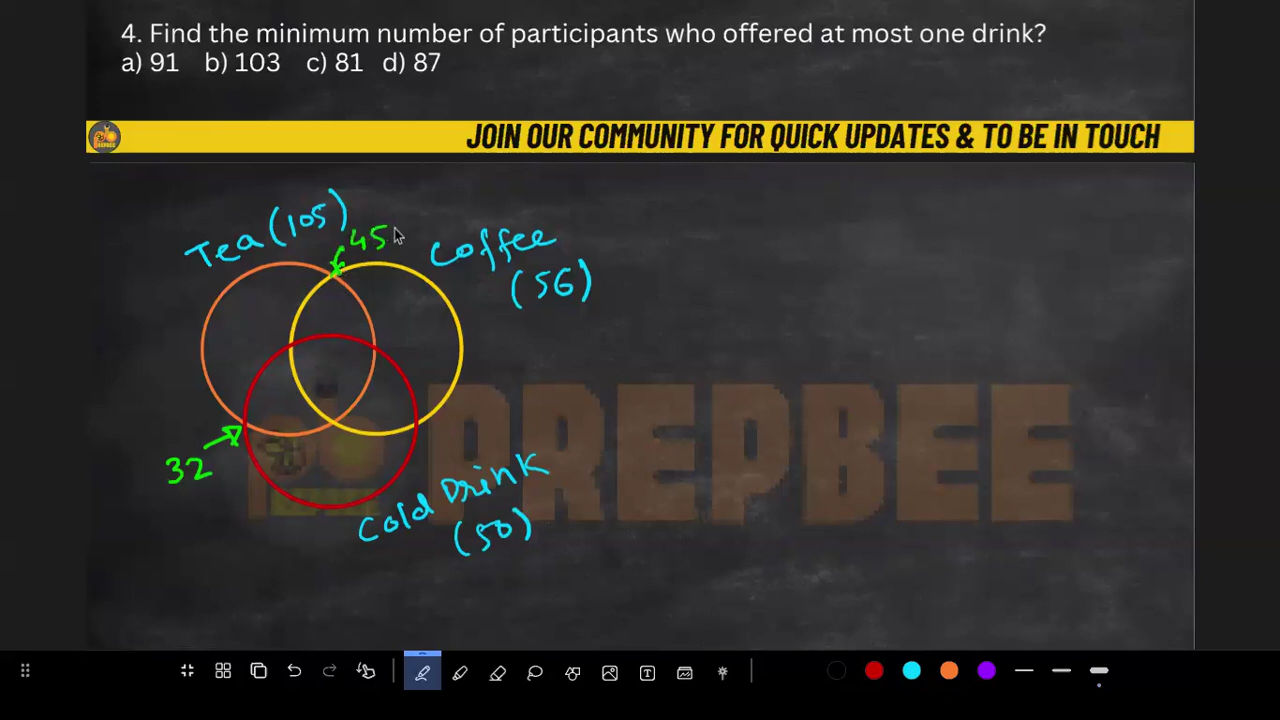 4. Find the minimum number of participants who offered at most one drink?
a) 91 b) 103 c) 81 d) 87
PREPBEE
JOIN OUR COMMUNITY FOR QUICK UPDATES & TO BE IN TOUCH
Tea (105)
45
Coffee
(56)
PREPBEE
32
Cold Drink
(50)
T